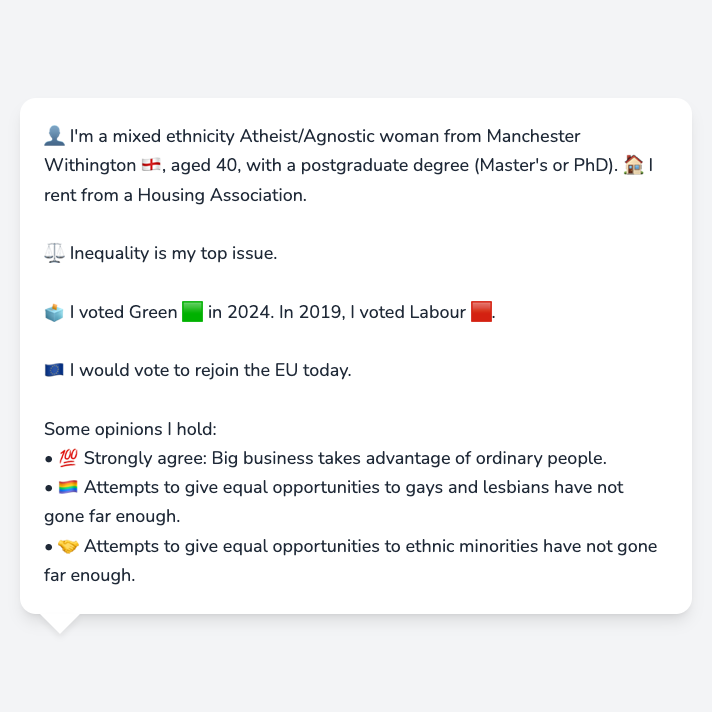 👤 I'm a mixed ethnicity Atheist/Agnostic woman from Manchester
Withington 🏴󠁧󠁢󠁥󠁮󠁧󠁿, aged 40, with a postgraduate degree (Master's or PhD). 🏠 I
rent from a Housing Association.
⚖️ Inequality is my top issue.
🗳️ I voted Green 🟩 in 2024. In 2019, I voted Labour 🟥.
🇪🇺 I would vote to rejoin the EU today.
Some opinions I hold:
• 💯 Strongly agree: Big business takes advantage of ordinary people.
• 🏳️‍🌈 Attempts to give equal opportunities to gays and lesbians have not
gone far enough.
• 🤝 Attempts to give equal opportunities to ethnic minorities have not gone
far enough.